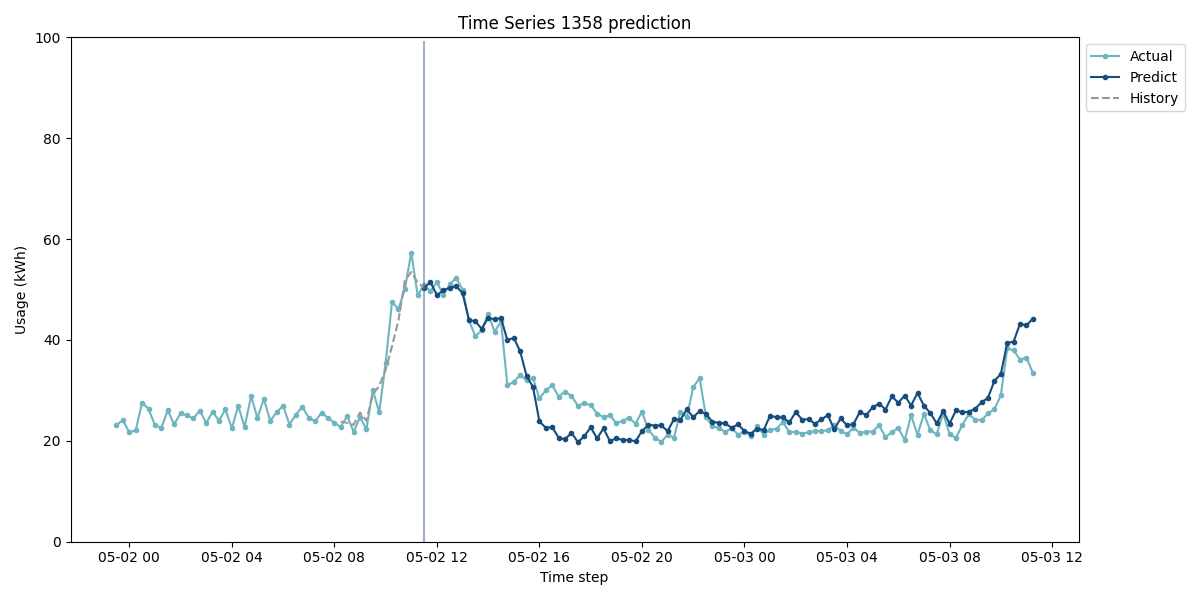 Time Series 1358 prediction
100
80
60
40
20
0
Usage (kWh)
05-02 00
05-02 04
05-02 08
05-02 12
05-02 16
05-02 20
05-03 00
05-03 04
05-03 08
05-03 12
Time step
Actual
Predict
History